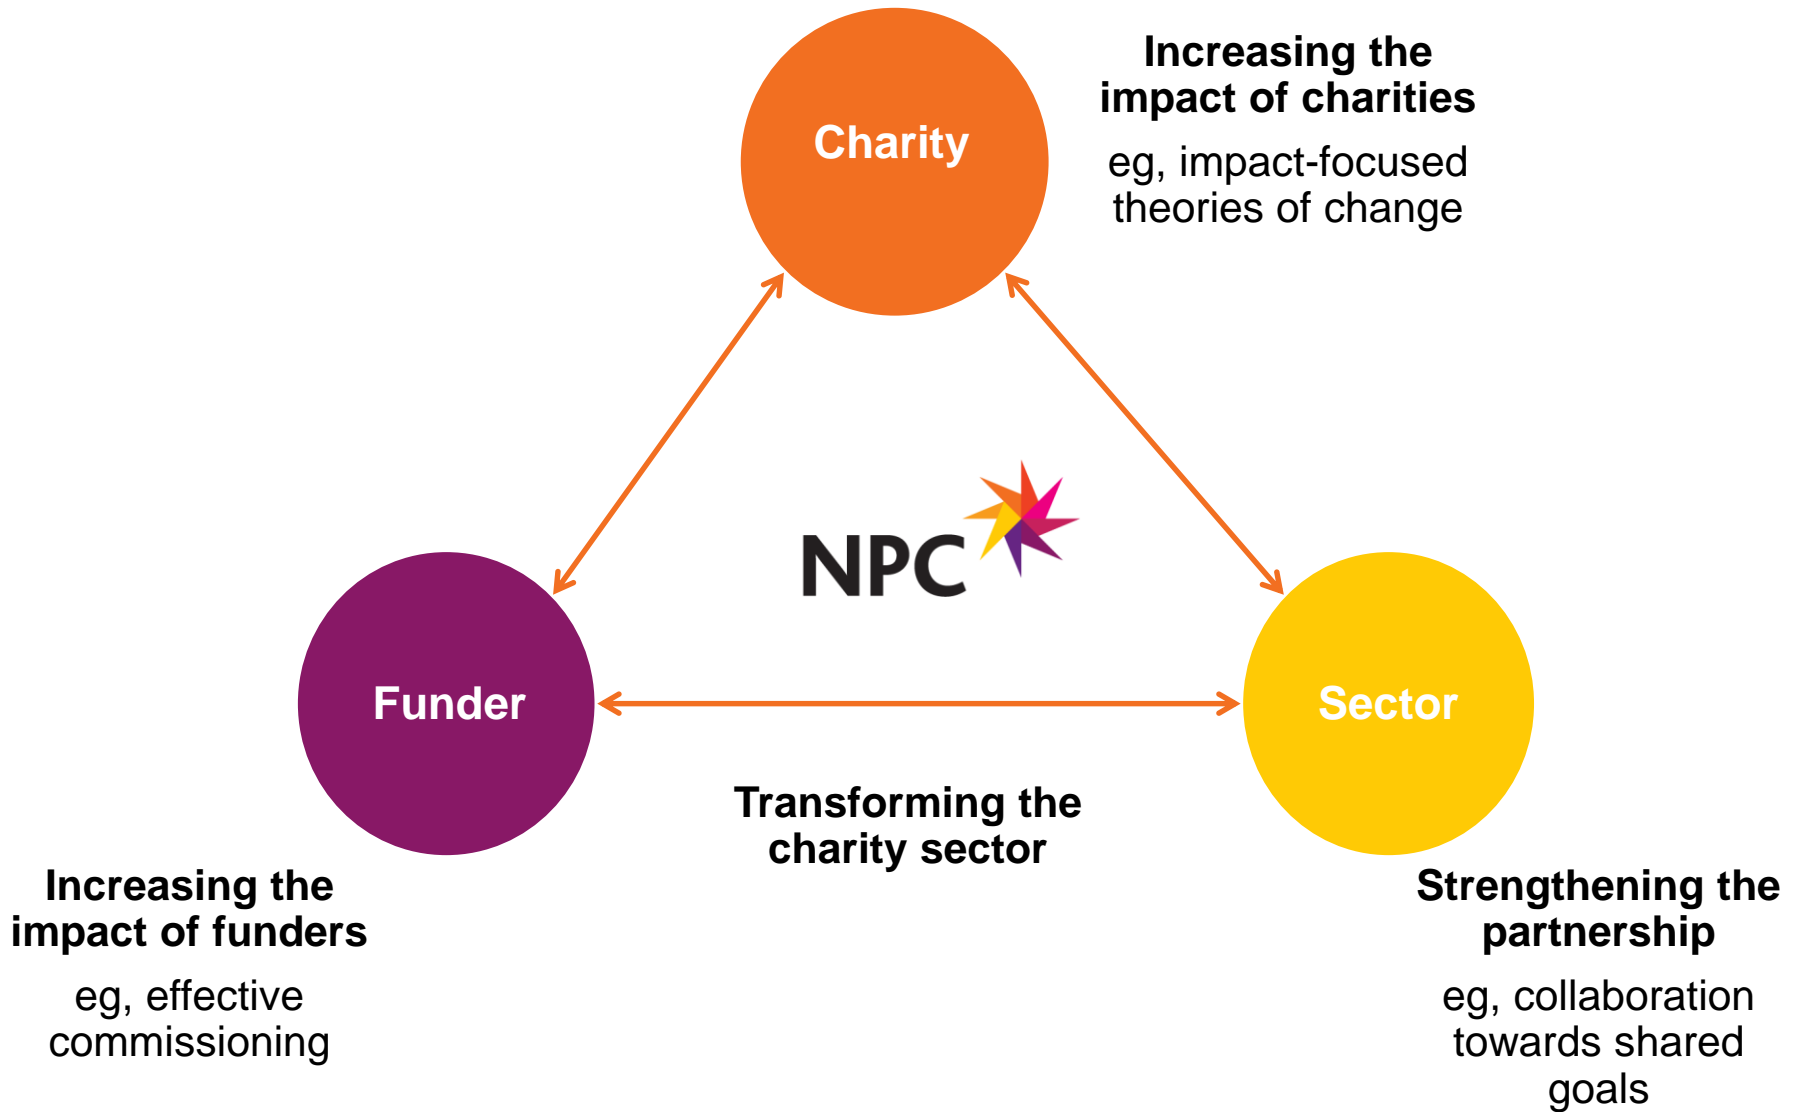 Increasing the
impact of charities
eg, impact-focused
theories of change
Charity
NPC
Funder
Sector
Transforming the
charity sector
Increasing the
impact of funders
eg, effective
commissioning
Strengthening the
partnership
eg, collaboration
towards shared
goals